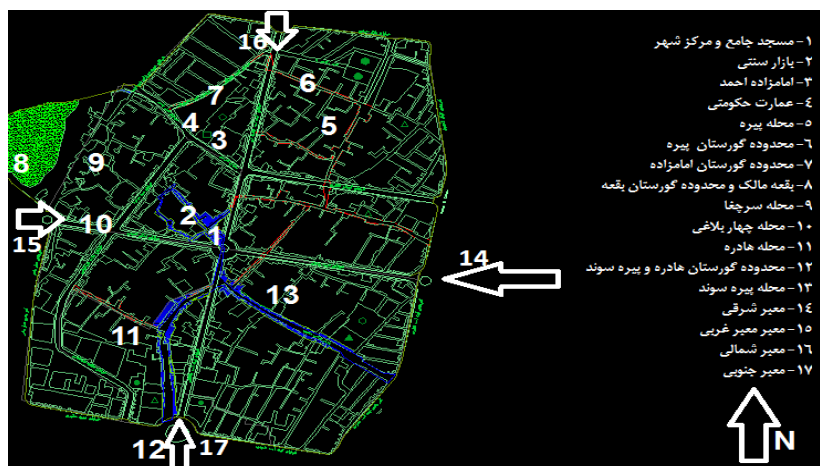 ۱- مسجد جامع و مرکز شهر
۲- بازار سنتی
۳- امامزاده احمد
٤- عمارت حکومتی
۵- محله پیره
۶- محدوده گورستان پیره
۷- محدوده گورستان امامزاده
۸- بقعه مالک و محدوده گورستان بقعه
۹- محله سرچغا
۱۰- محله چهار بلاغی
۱۱- محله هادره
۱۲- محدوده گورستان هادره و پیره سوند
۱۳- محله پیره سوند
۱٤- معبر شرقی
۱۵- معبر معبر غربی
۱۶- معبر شمالی
۱۷- معبر جنوبی
N
16
6
7
5
4
3
9
8
2
10
15
1
14
13
11
12
17